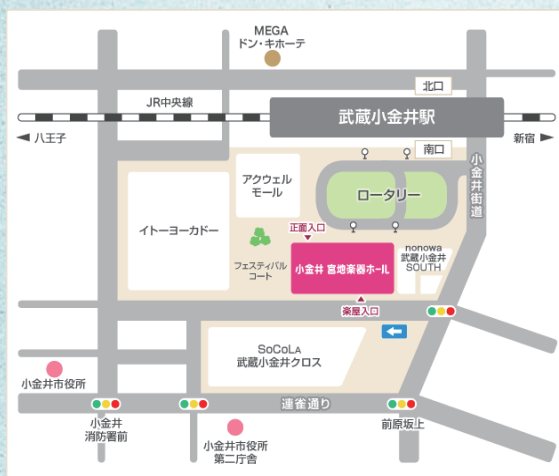 MEGA
ドン・キホーテ
北口
JR中央線
武蔵小金井駅
八王子
新宿
南口
小金井街道
アクウェル
モール
ロータリー
イトーヨーカドー
正面入口
フェスティバル
コート
小金井 宮地楽器ホール
nonowa
武蔵小金井
SOUTH
楽屋入口
SoCoLA
武蔵小金井クロス
小金井市役所
連雀通り
小金井
消防署前
前原坂上
小金井市役所
第二庁舎